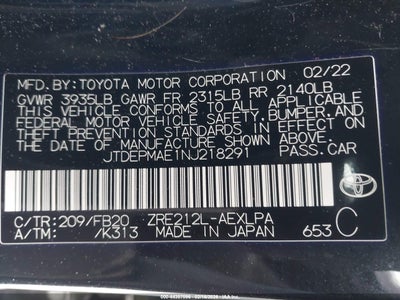 MFD.BY:TOYOTA MOTOR CORPORATION 02/22
GVWR 3935LB GAWR FR 2315LB RR 2140LB
THIS VEHICLE CONFORMS TO ALL APPLICABLE
FEDERAL MOTOR VEHICLE SAFETY,BUMPER,AND
THEFT PREVENTION STANDARDS IN EFFECT ON
THE DATE OF MANUFACTURE SHOWN ABOVE.
JTDEPMAE1NJ218291 PASS.CAR
C/TR:209/FB20 ZRE212L-AEXLPA
A/TM: /K313 MADE IN JAPAN 653 C
TOYOTA